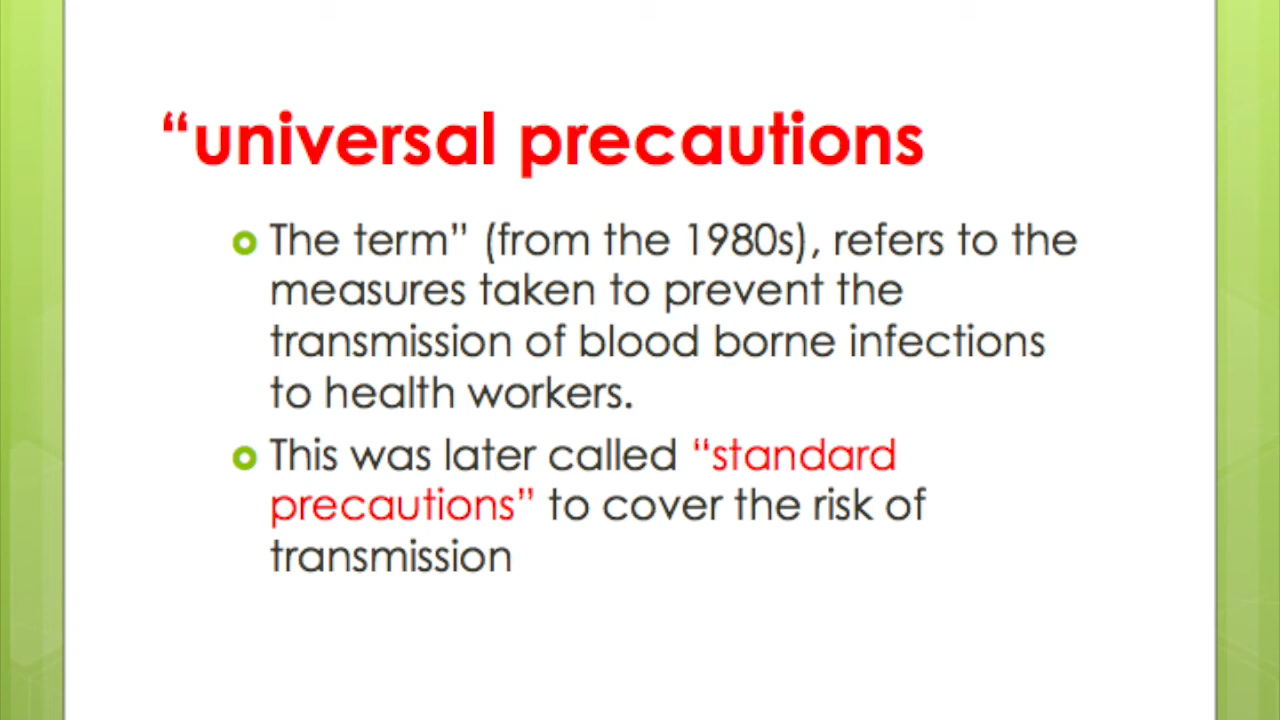 “universal precautions
The term” (from the 1980s), refers to the
measures taken to prevent the
transmission of blood borne infections
to health workers.
This was later called “standard
precautions” to cover the risk of
transmission